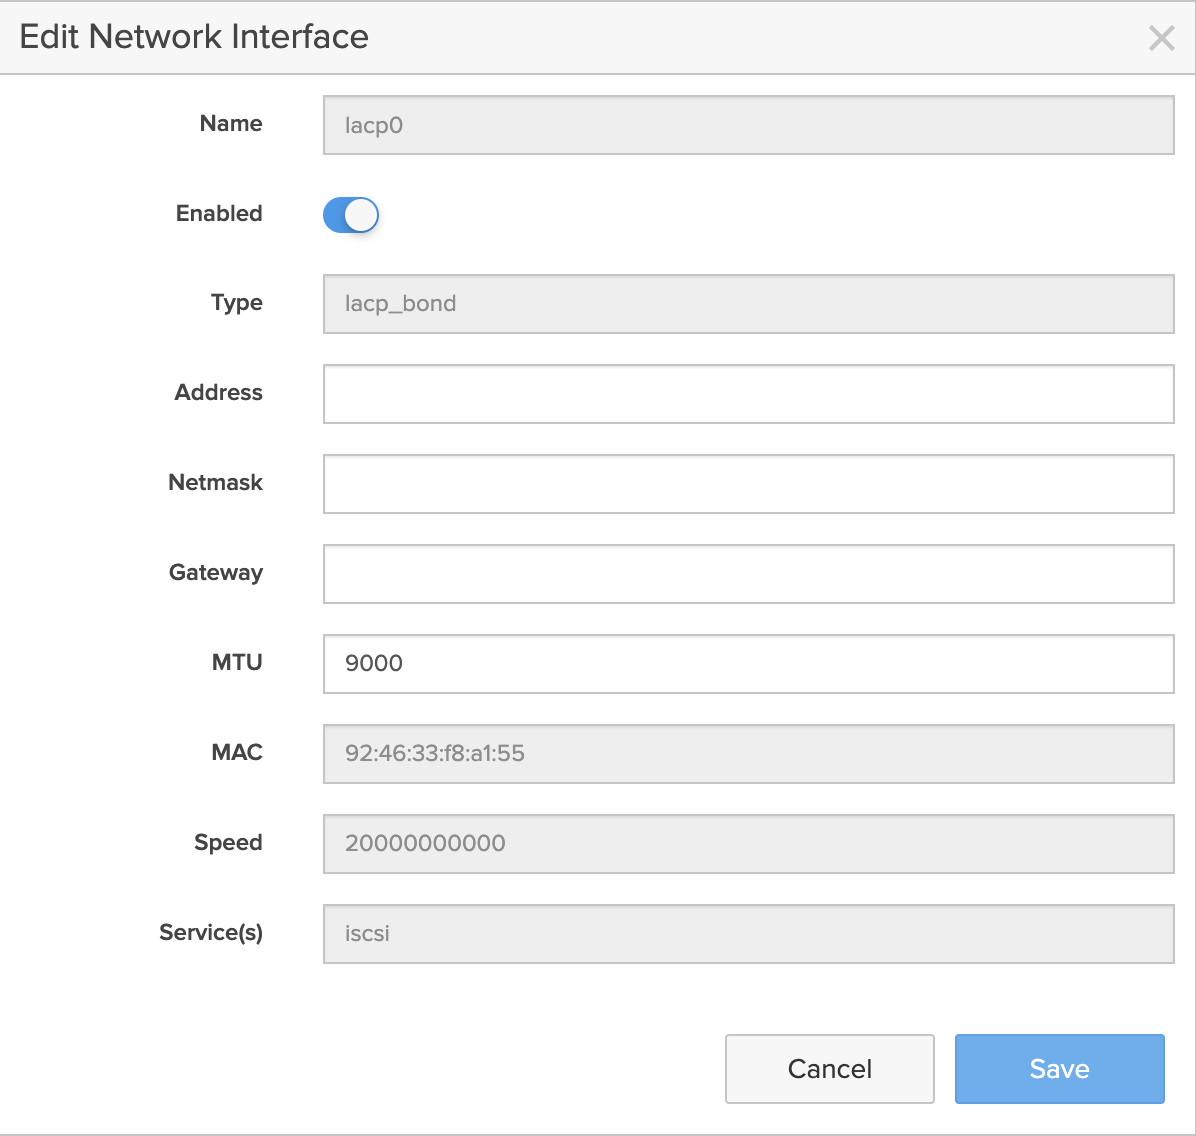 Edit Network Interface
Name lacp0
Enabled
Type lacp_bond
Address
Netmask
Gateway
MTU 9000
MAC 92:46:33:f8:a1:55
Speed 20000000000
Service(s) iscsi
Cancel Save